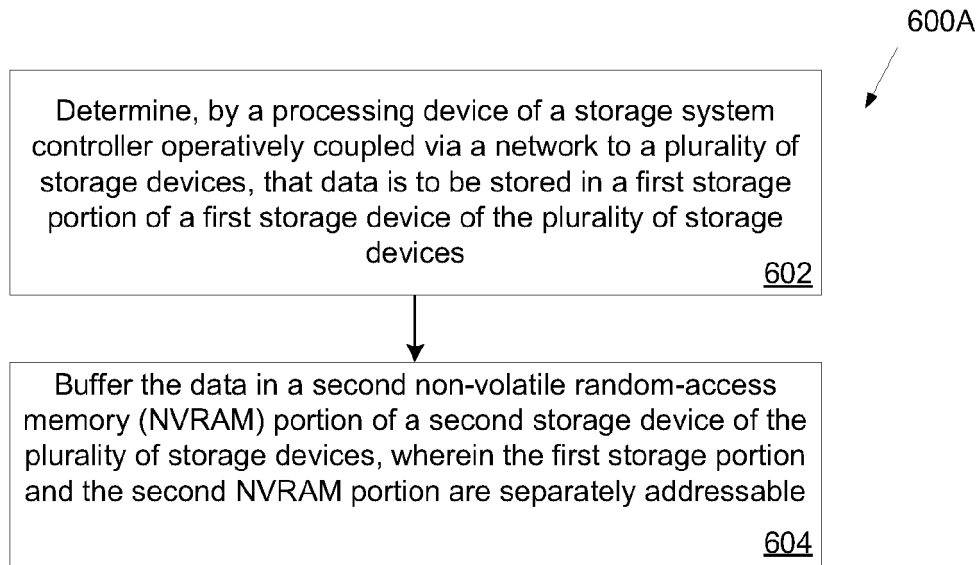 600A
Determine, by a processing device of a storage system
controller operatively coupled via a network to a plurality of
storage devices, that data is to be stored in a first storage
portion of a first storage device of the plurality of storage
devices
602
Buffer the data in a second non-volatile random-access
memory (NVRAM) portion of a second storage device of the
plurality of storage devices, wherein the first storage portion
and the second NVRAM portion are separately addressable
604